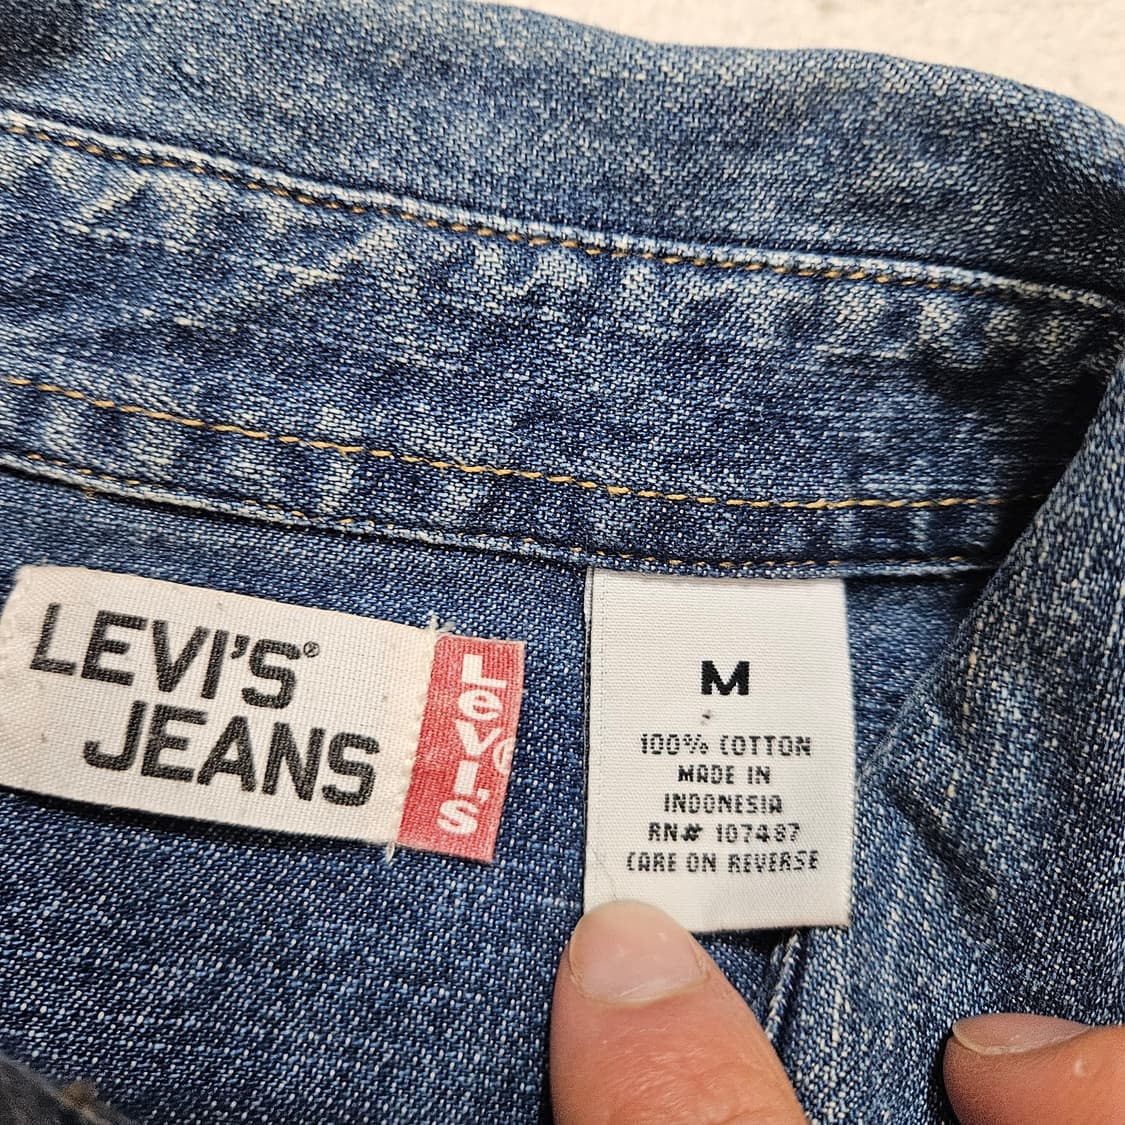 LEVI'S®
JEANS
LEVI'S®
M
100% COTTON
MADE IN
INDONESIA
RN# 107487
CARE ON REVERSE